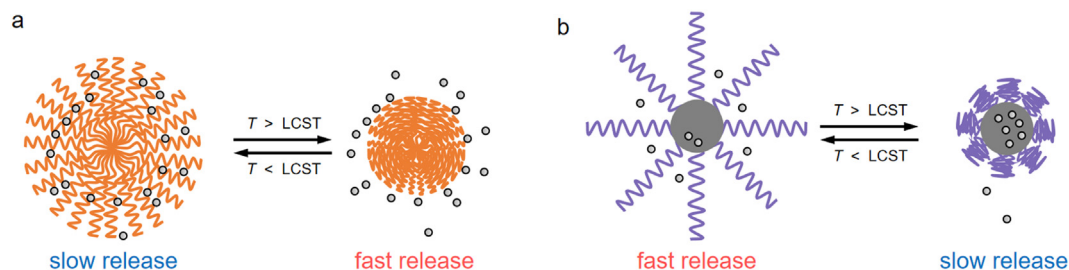 a
T > LCST
T < LCST
slow release
fast release
b
T > LCST
T < LCST
fast release
slow release